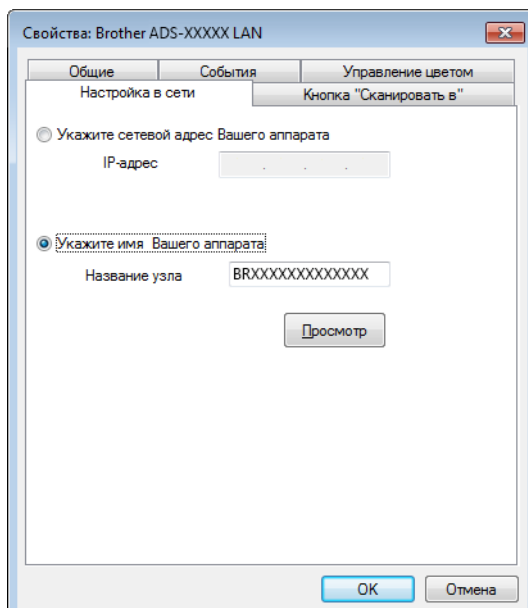 Свойства: Brother ADS-XXXXX LAN
Общие События Управление цветом
Настройка в сети Кнопка "Сканировать в"
Укажите сетевой адрес Вашего аппарата
IP-адрес . . .
Укажите имя Вашего аппарата
Название узла BRXXXXXXXXXXXXX
Просмотр
OK Отмена